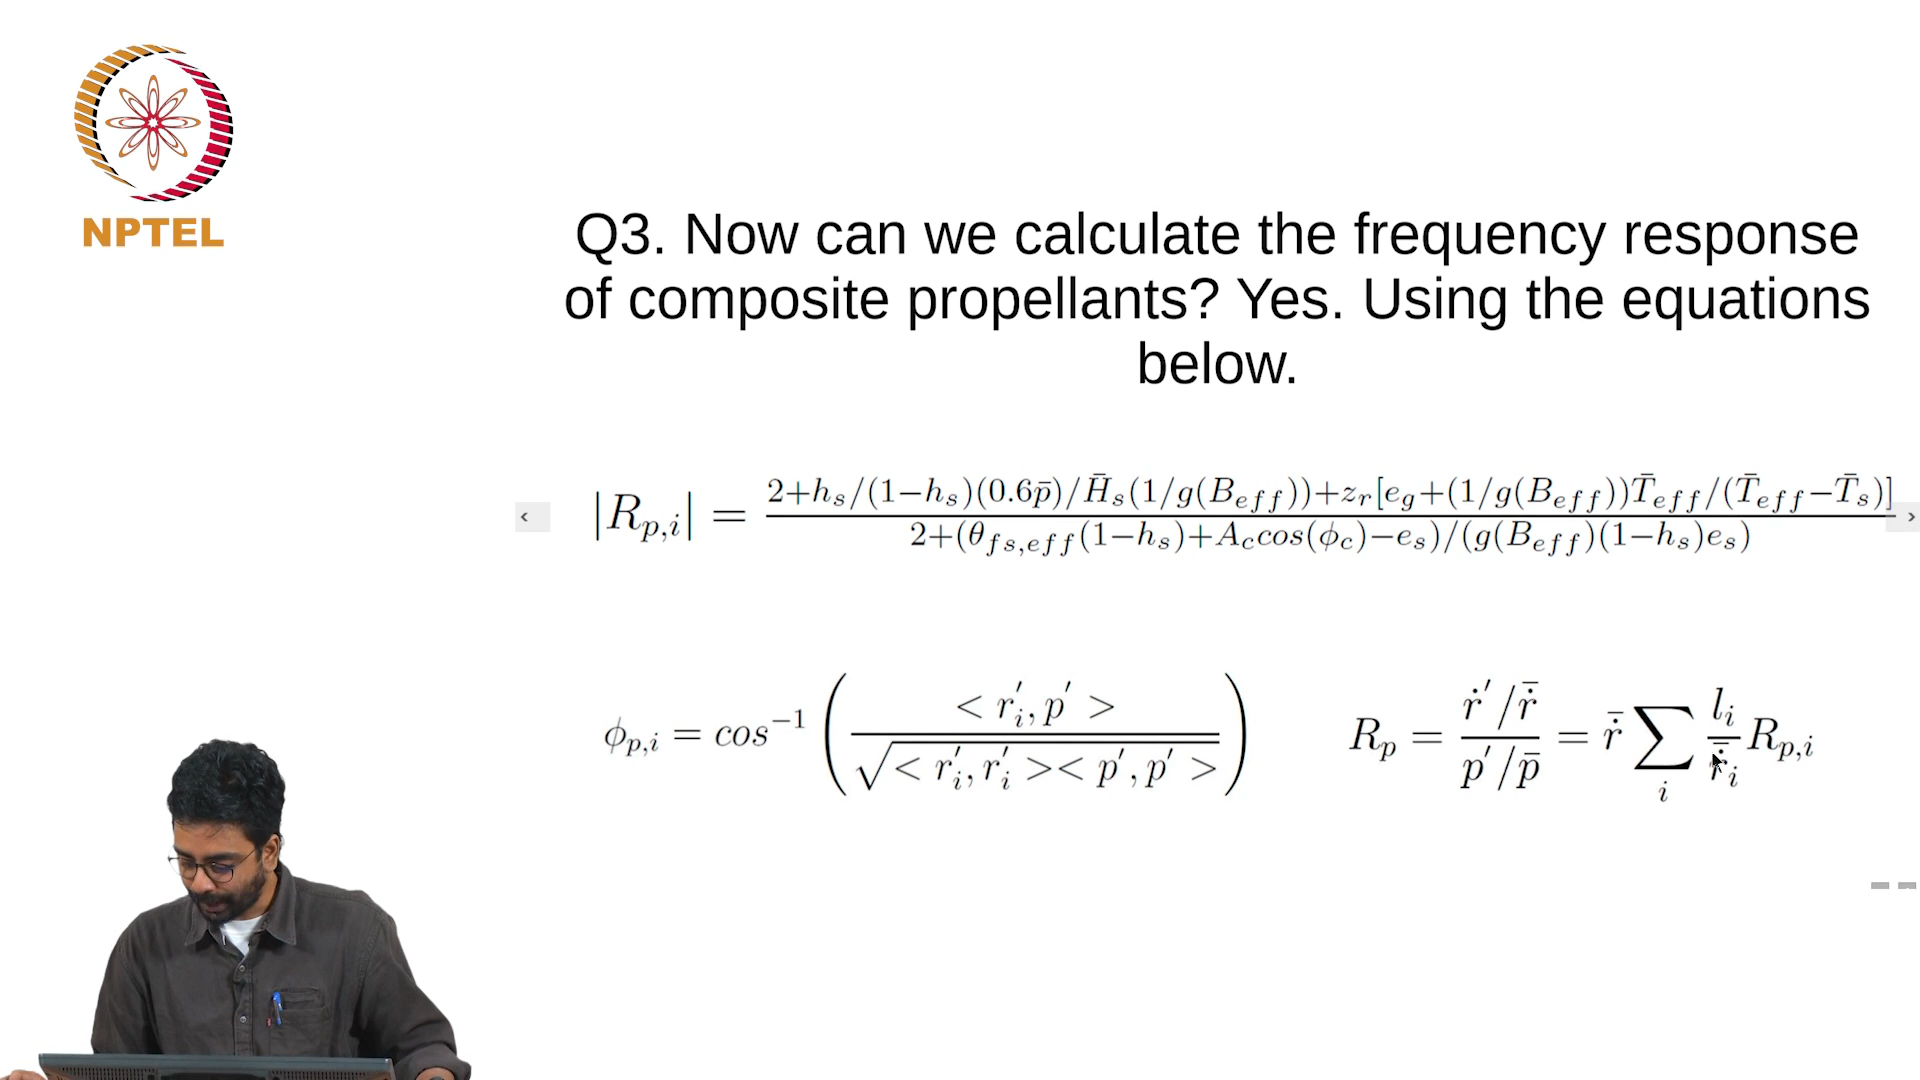 NPTEL
Q3. Now can we calculate the frequency response
of composite propellants? Yes. Using the equations
below.
|R_{p,i}| = \frac{2+h_s/(1-h_s)(0.6\bar{p})/\bar{H}_s(1/g(B_{eff}))+z_r[e_g+(1/g(B_{eff}))\bar{T}_{eff}/(\bar{T}_{eff}-\bar{T}_s)]}{2+(\theta_{fs,eff}(1-h_s)+A_c cos(\phi_c)-e_s)/(g(B_{eff})(1-h_s)e_s)}
\phi_{p,i} = cos^{-1}\left(\frac{<r_i^{'},p^{'}>}{\sqrt{<r_i^{'},r_i^{'}><p^{'},p^{'}>}}\right)
R_p = \frac{\dot{r}^{'}/\bar{\dot{r}}}{p^{'}/\bar{p}} = \bar{\dot{r}}\sum_i \frac{l_i}{\bar{\dot{r}}_i}R_{p,i}